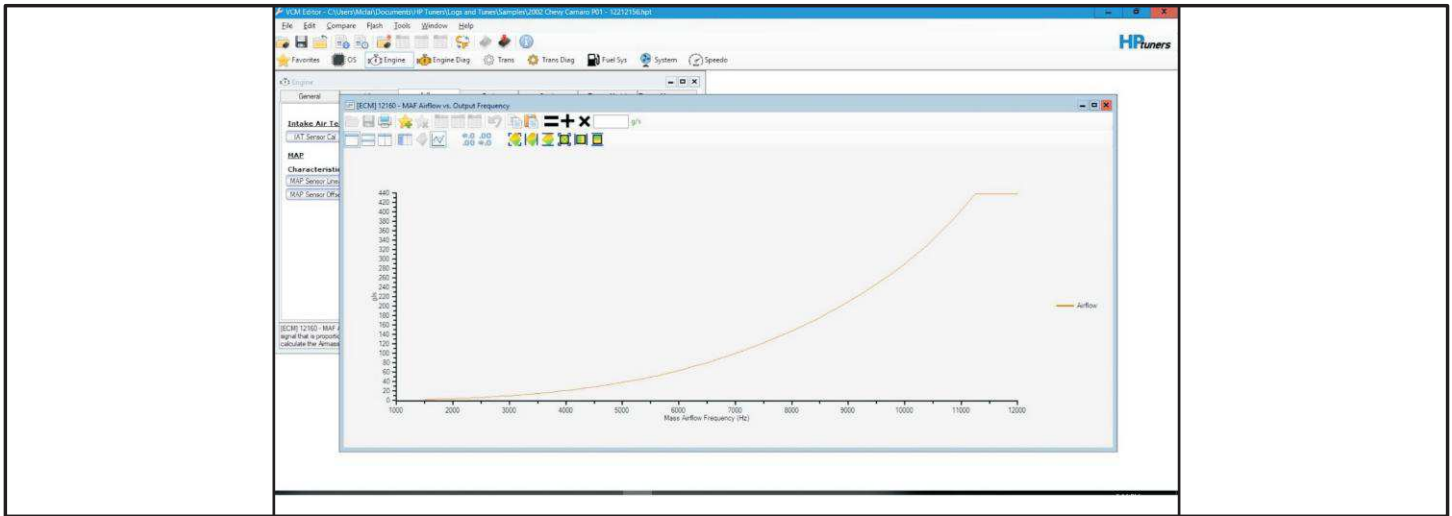 VCM Editor - C:\Users\Mctai\Documents\HP Tuners\Logs and Tunes\Samples\2002 Chevy Camaro P01 - 12212156.hpt
File Edit Compare Flash Tools Window Help
HPtuners
Favorites OS Engine Engine Diag Trans Trans Diag Fuel Sys System Speedo
Engine
General
[ECM] 12160 - MAF Airflow vs. Output Frequency
Intake Air Te
IAT Sensor Cal
MAP
Characteristi
MAP Sensor Line
MAP Sensor Offse
440
420
400
380
360
340
320
300
280
260
240
220
200
180
160
140
120
100
80
60
40
20
0
g/s
Airflow
1000 2000 3000 4000 5000 6000 7000 8000 9000 10000 11000 12000
Mass Airflow Frequency (Hz)
[ECM] 12160 - MAF A
signal that is proportio
calculate the Airmass